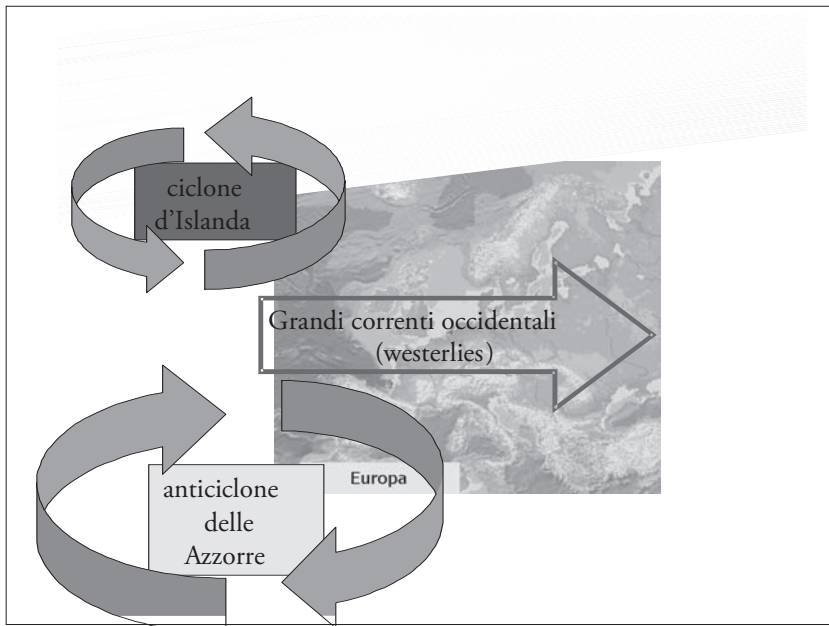 ciclone
d’Islanda
Grandi correnti occidentali
(westerlies)
Europa
anticiclone
delle
Azzorre